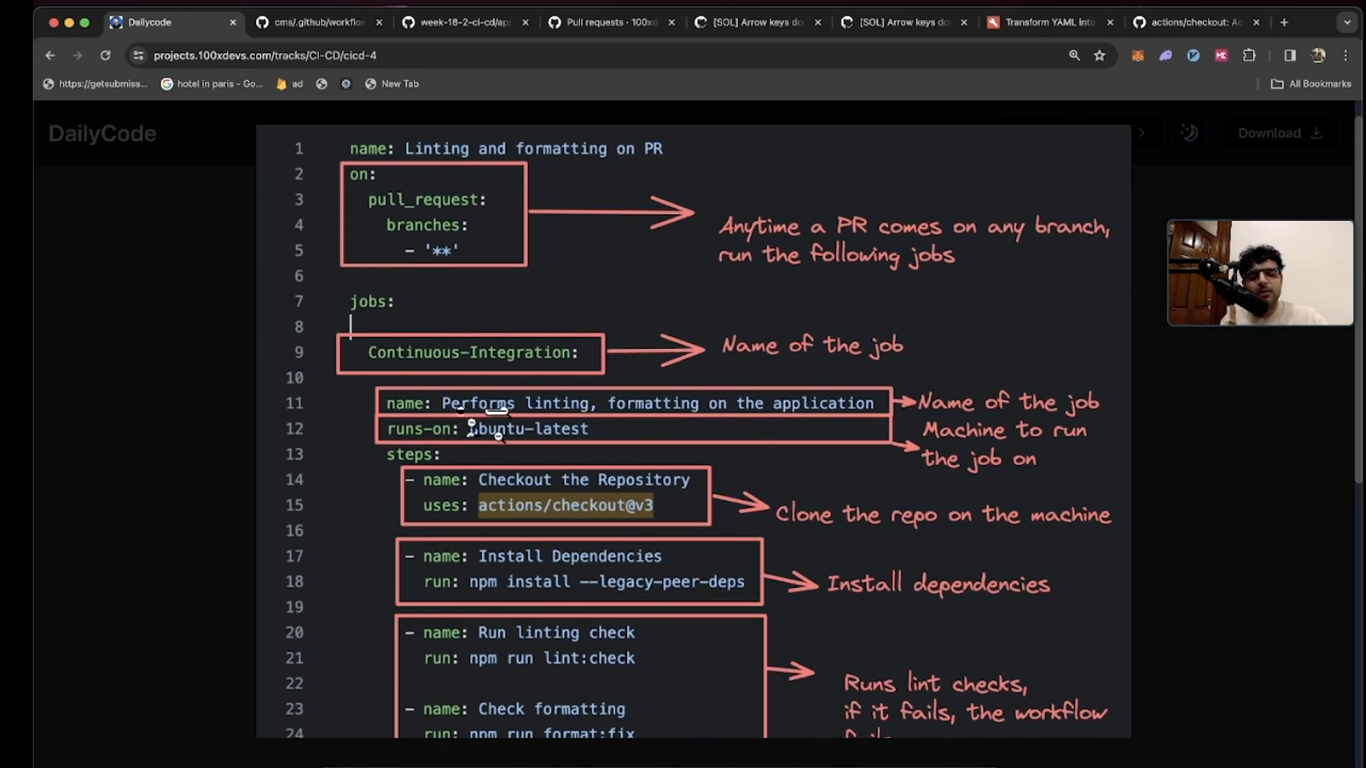 Dailycode
cms/.github/workflow
week-18-2-ci-cd/ap
Pull requests · 100xd
[SOL] Arrow keys do
[SOL] Arrow keys do
Transform YAML into
actions/checkout: Ac
projects.100xdevs.com/tracks/CI-CD/cicd-4
https://getsubmiss...
hotel in paris - Go...
ad
New Tab
All Bookmarks
DailyCode
Download
1 name: Linting and formatting on PR
2 on:
3 pull_request:
4 branches:
5 - '**'
Anytime a PR comes on any branch,
run the following jobs
6
7 jobs:
8
9 Continuous-Integration:
Name of the job
10
11 name: Performs linting, formatting on the application
Name of the job
12 runs-on: ubuntu-latest
Machine to run
the job on
13 steps:
14 - name: Checkout the Repository
15 uses: actions/checkout@v3
Clone the repo on the machine
16
17 - name: Install Dependencies
18 run: npm install --legacy-peer-deps
Install dependencies
19
20 - name: Run linting check
21 run: npm run lint:check
22
Runs lint checks,
if it fails, the workflow
fails
23 - name: Check formatting
24 run: npm run format:fix